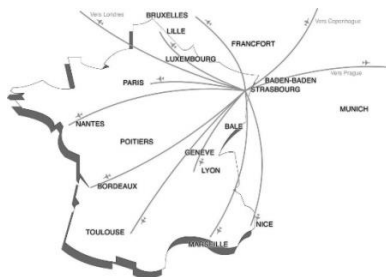 Vers Londres
BRUXELLES
Vers Copenhague
LILLE
FRANCFORT
LUXEMBOURG
Vers Prague
PARIS
BADEN-BADEN
STRASBOURG
MUNICH
NANTES
BALE
POITIERS
GENEVE
LYON
BORDEAUX
TOULOUSE
NICE
MARSEILLE